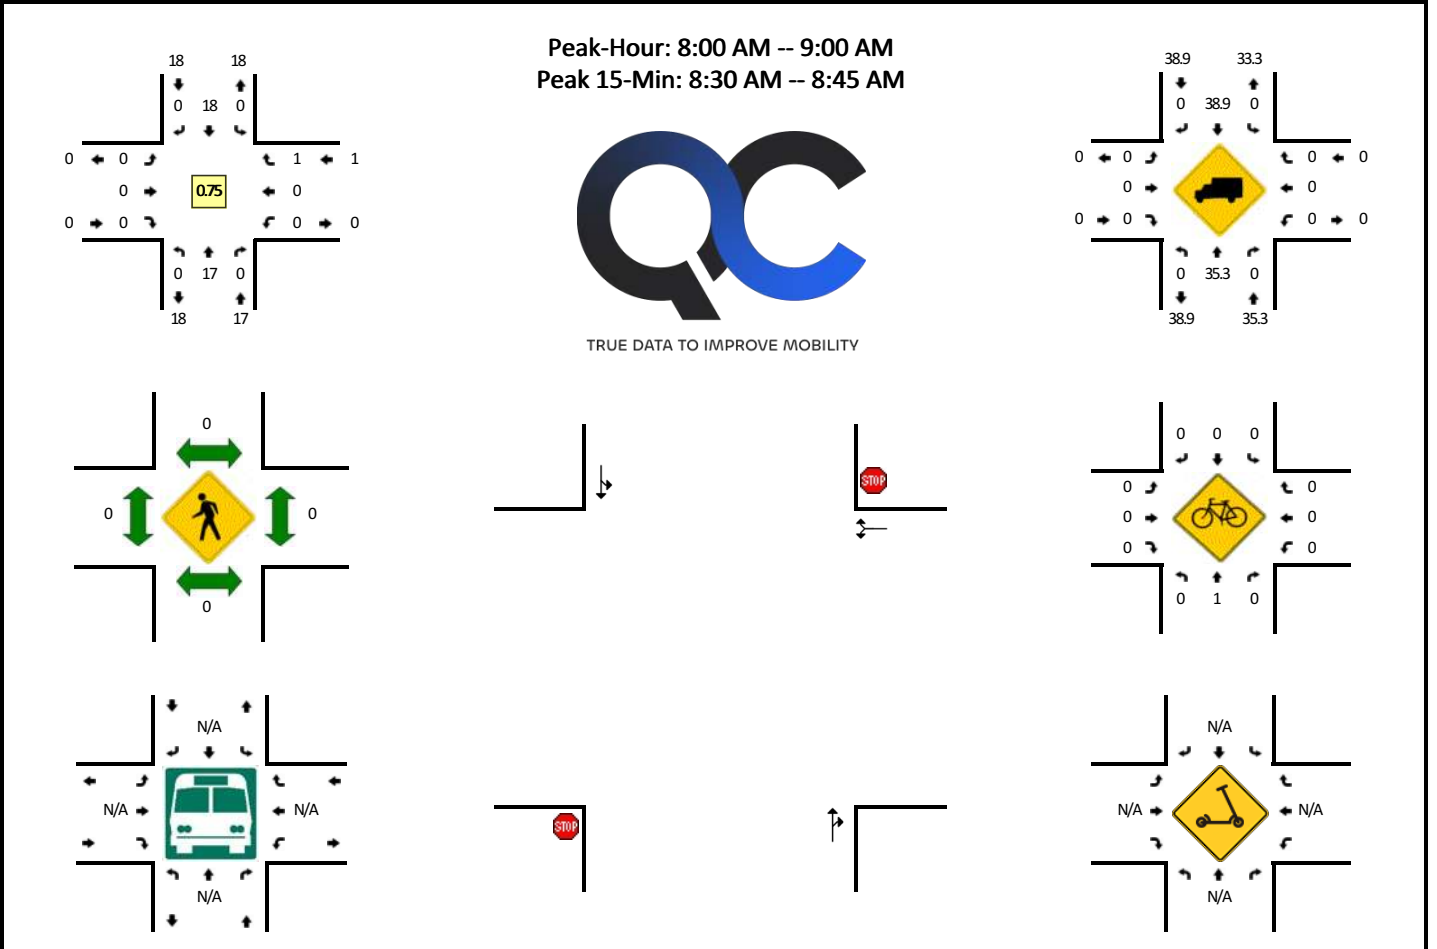 Peak-Hour: 8:00 AM -- 9:00 AM
Peak 15-Min: 8:30 AM -- 8:45 AM
18 18
0 18 0
0 0 1 1
0 0.75 0
0 0 0 0
0 17 0
18 17
QC
TRUE DATA TO IMPROVE MOBILITY
38.9 33.3
0 38.9 0
0 0 0 0
0 0
0 0 0 0
0 35.3 0
38.9 35.3
0
0 0
0
STOP
STOP
0 0 0
0 0
0 0
0 0
0 1 0
N/A
N/A N/A
N/A
N/A
N/A N/A
N/A